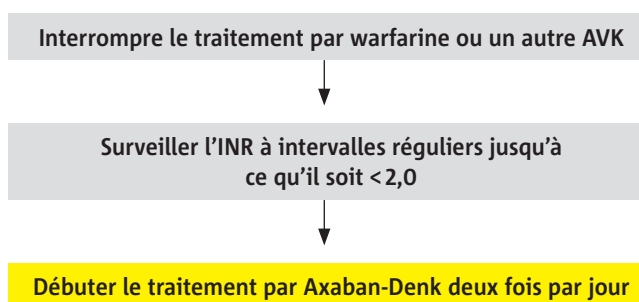 Interrompre le traitement par warfarine ou un autre AVK
Surveiller l’INR à intervalles réguliers jusqu’à
ce qu’il soit <2,0
Débuter le traitement par Axaban-Denk deux fois par jour